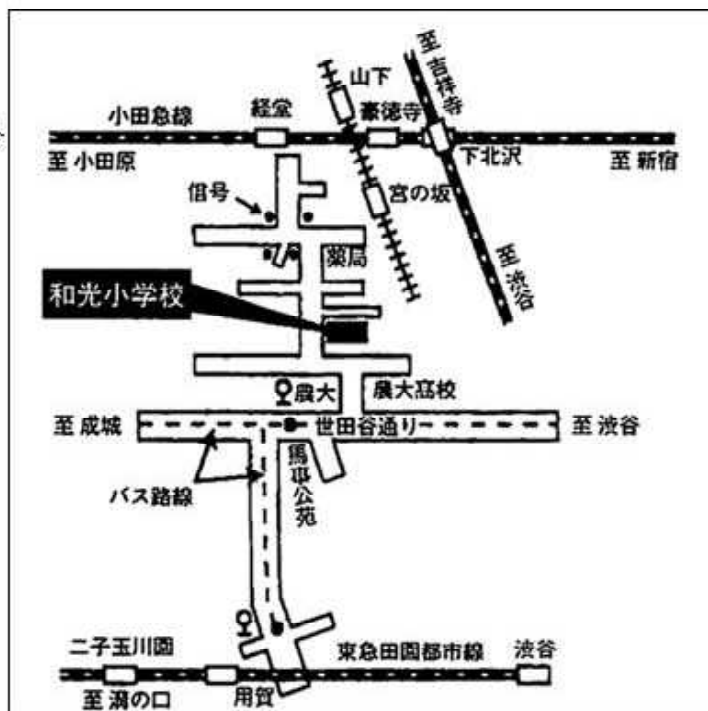 至吉祥寺
山下
小田急線
経堂
豪徳寺
至小田原
下北沢
至新宿
信号
宮の坂
薬局
至渋谷
和光小学校
農大
農大高校
至成城
世田谷通り
至渋谷
バス路線
馬事公苑
二子玉川園
東急田園都市線
渋谷
至溝の口
用賀